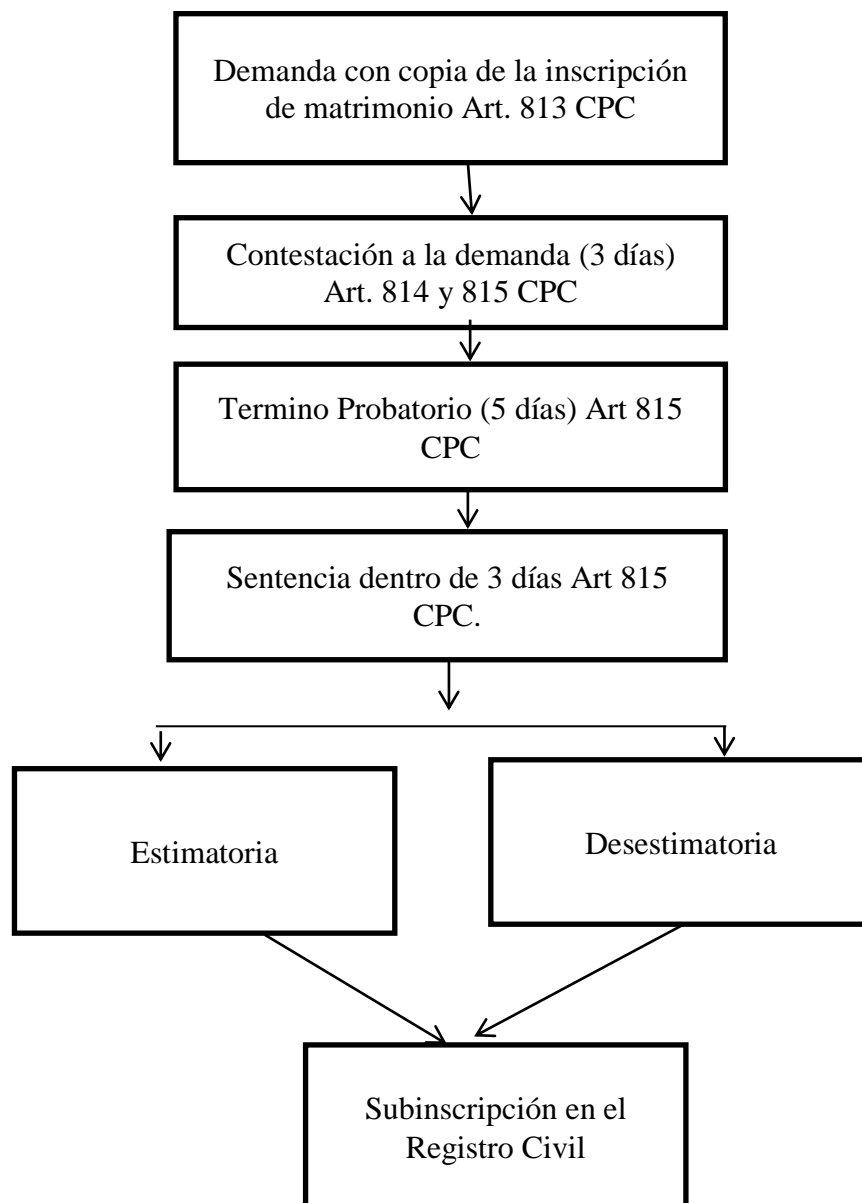 Demanda con copia de la inscripción
de matrimonio Art. 813 CPC
Contestación a la demanda (3 días)
Art. 814 y 815 CPC
Termino Probatorio (5 días) Art 815
CPC
Sentencia dentro de 3 días Art 815
CPC.
Estimatoria
Desestimatoria
Subinscripción en el
Registro Civil